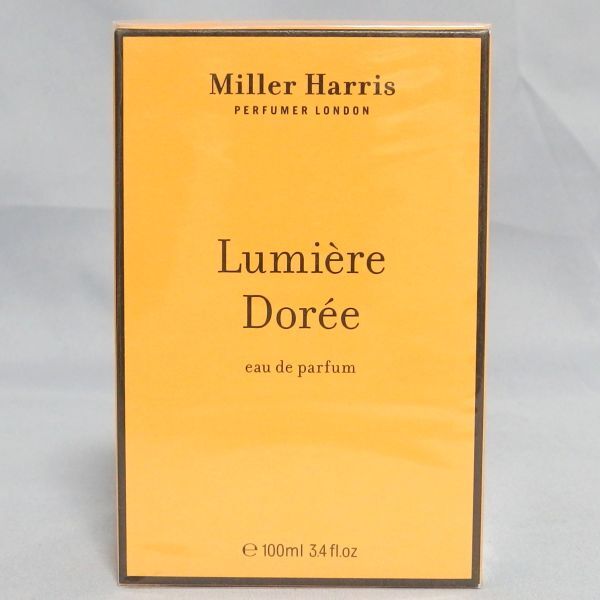 Miller Harris
PERFUMER LONDON
Lumière
Dorée
eau de parfum
℮ 100ml 3.4 fl.oz